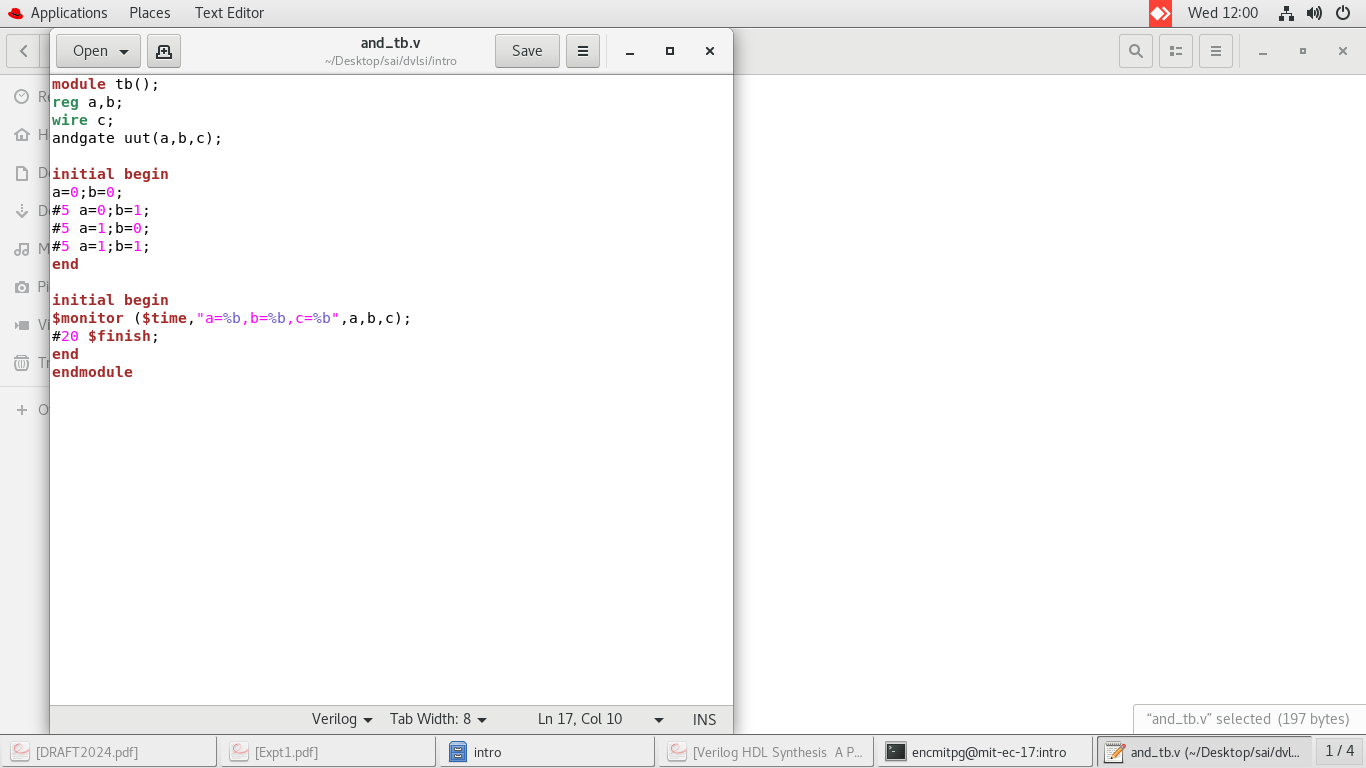 Applications Places Text Editor Wed 12:00
Open and_tb.v Save
~/Desktop/sai/dvlsi/intro
module tb();
reg a,b;
wire c;
andgate uut(a,b,c);
initial begin
a=0;b=0;
#5 a=0;b=1;
#5 a=1;b=0;
#5 a=1;b=1;
end
initial begin
$monitor ($time,"a=%b,b=%b,c=%b",a,b,c);
#20 $finish;
end
endmodule
Verilog Tab Width: 8 Ln 17, Col 10 INS
“and_tb.v” selected (197 bytes)
[DRAFT2024.pdf] [Expt1.pdf] intro [Verilog HDL Synthesis A P... encmitpg@mit-ec-17:intro and_tb.v (~/Desktop/sai/dvl... 1 / 4